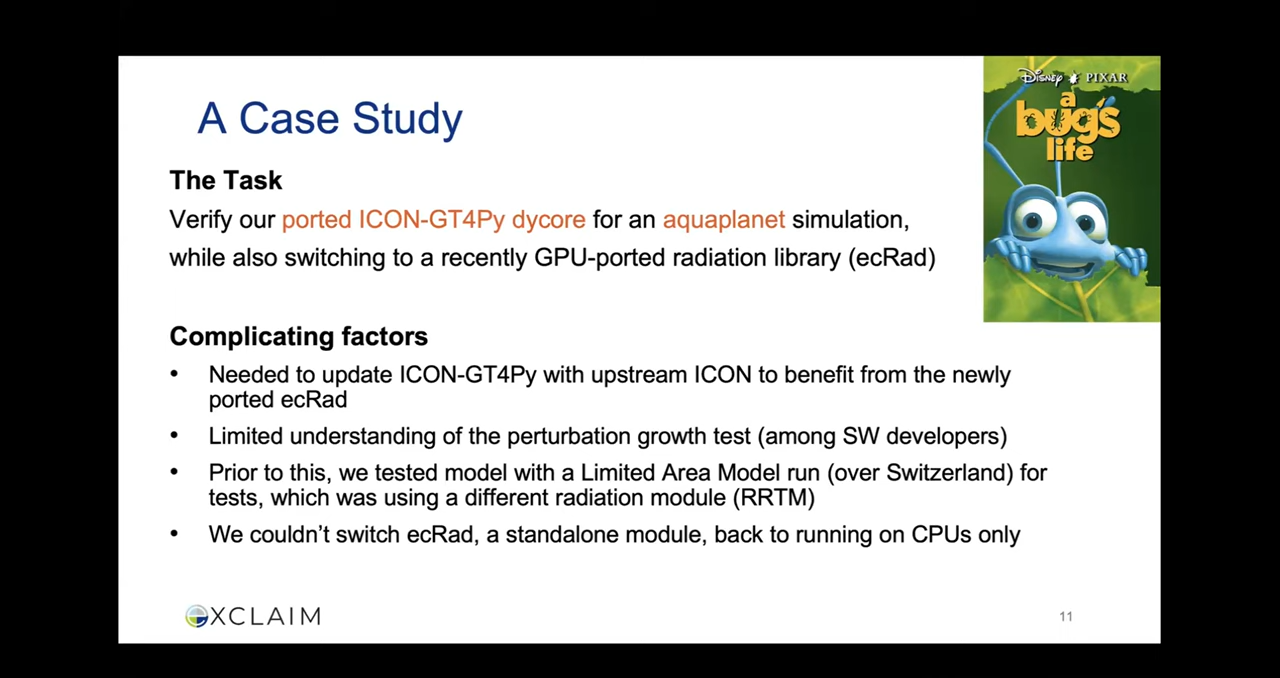 A Case Study
DISNEY PIXAR
a
bug's
life
The Task
Verify our ported ICON-GT4Py dycore for an aquaplanet simulation,
while also switching to a recently GPU-ported radiation library (ecRad)
Complicating factors
• Needed to update ICON-GT4Py with upstream ICON to benefit from the newly
ported ecRad
• Limited understanding of the perturbation growth test (among SW developers)
• Prior to this, we tested model with a Limited Area Model run (over Switzerland) for
tests, which was using a different radiation module (RRTM)
• We couldn’t switch ecRad, a standalone module, back to running on CPUs only
EXCLAIM
11